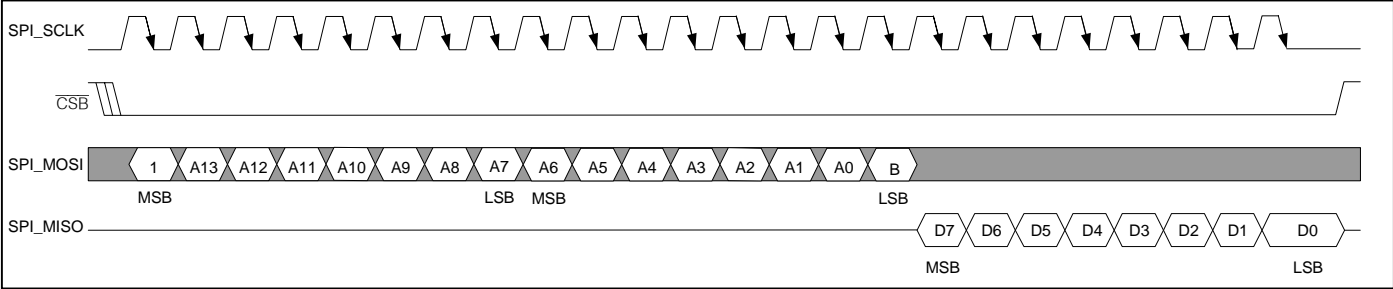 SPI_SCLK
CSB
SPI_MOSI 1 A13 A12 A11 A10 A9 A8 A7 A6 A5 A4 A3 A2 A1 A0 B
MSB LSB MSB LSB
SPI_MISO D7 D6 D5 D4 D3 D2 D1 D0
MSB LSB